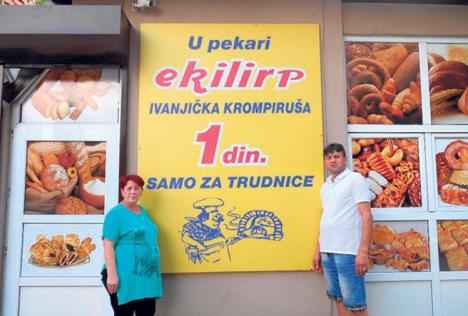 U pekari
ekilirp
IVANJIČKA KROMPIRUŠA
1 din.
SAMO ZA TRUDNICE